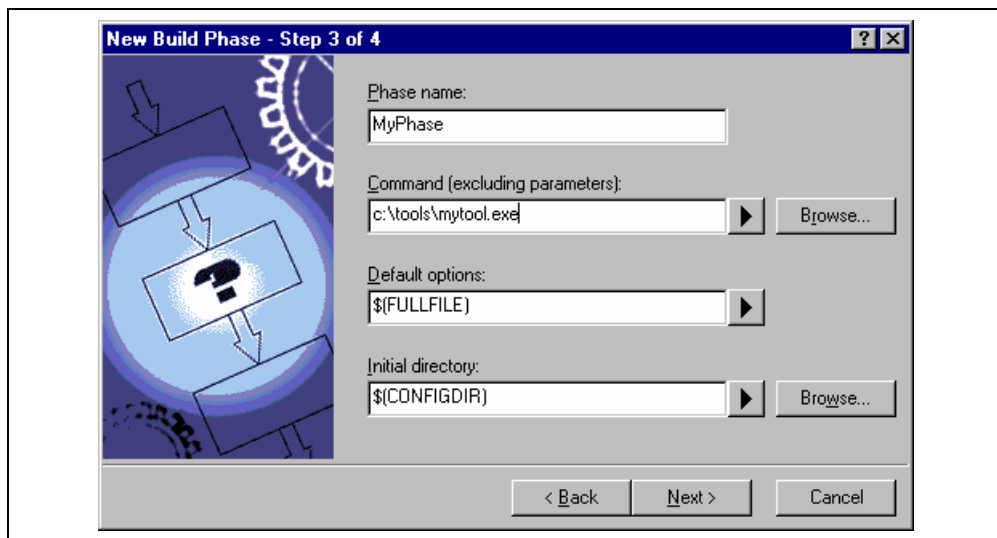 New Build Phase - Step 3 of 4
Phase name:
MyPhase
Command (excluding parameters):
c:\tools\mytool.exe
Browse...
Default options:
$(FULLFILE)
Initial directory:
$(CONFIGDIR)
Browse...
< Back Next > Cancel